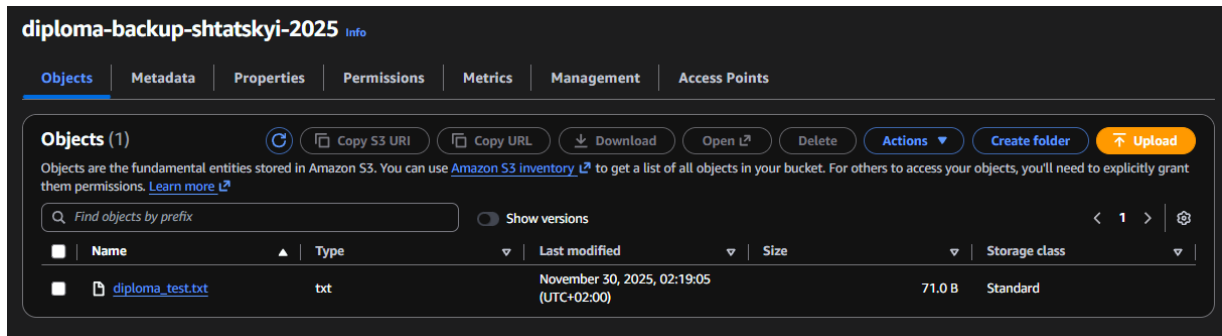 diploma-backup-shtatskyi-2025 Info
Objects Metadata Properties Permissions Metrics Management Access Points
Objects (1) Copy S3 URI Copy URL Download Open Delete Actions Create folder Upload
Objects are the fundamental entities stored in Amazon S3. You can use Amazon S3 inventory to get a list of all objects in your bucket. For others to access your objects, you'll need to explicitly grant
them permissions. Learn more
Find objects by prefix Show versions 1
Name Type Last modified Size Storage class
diploma_test.txt txt November 30, 2025, 02:19:05 71.0 B Standard
(UTC+02:00)